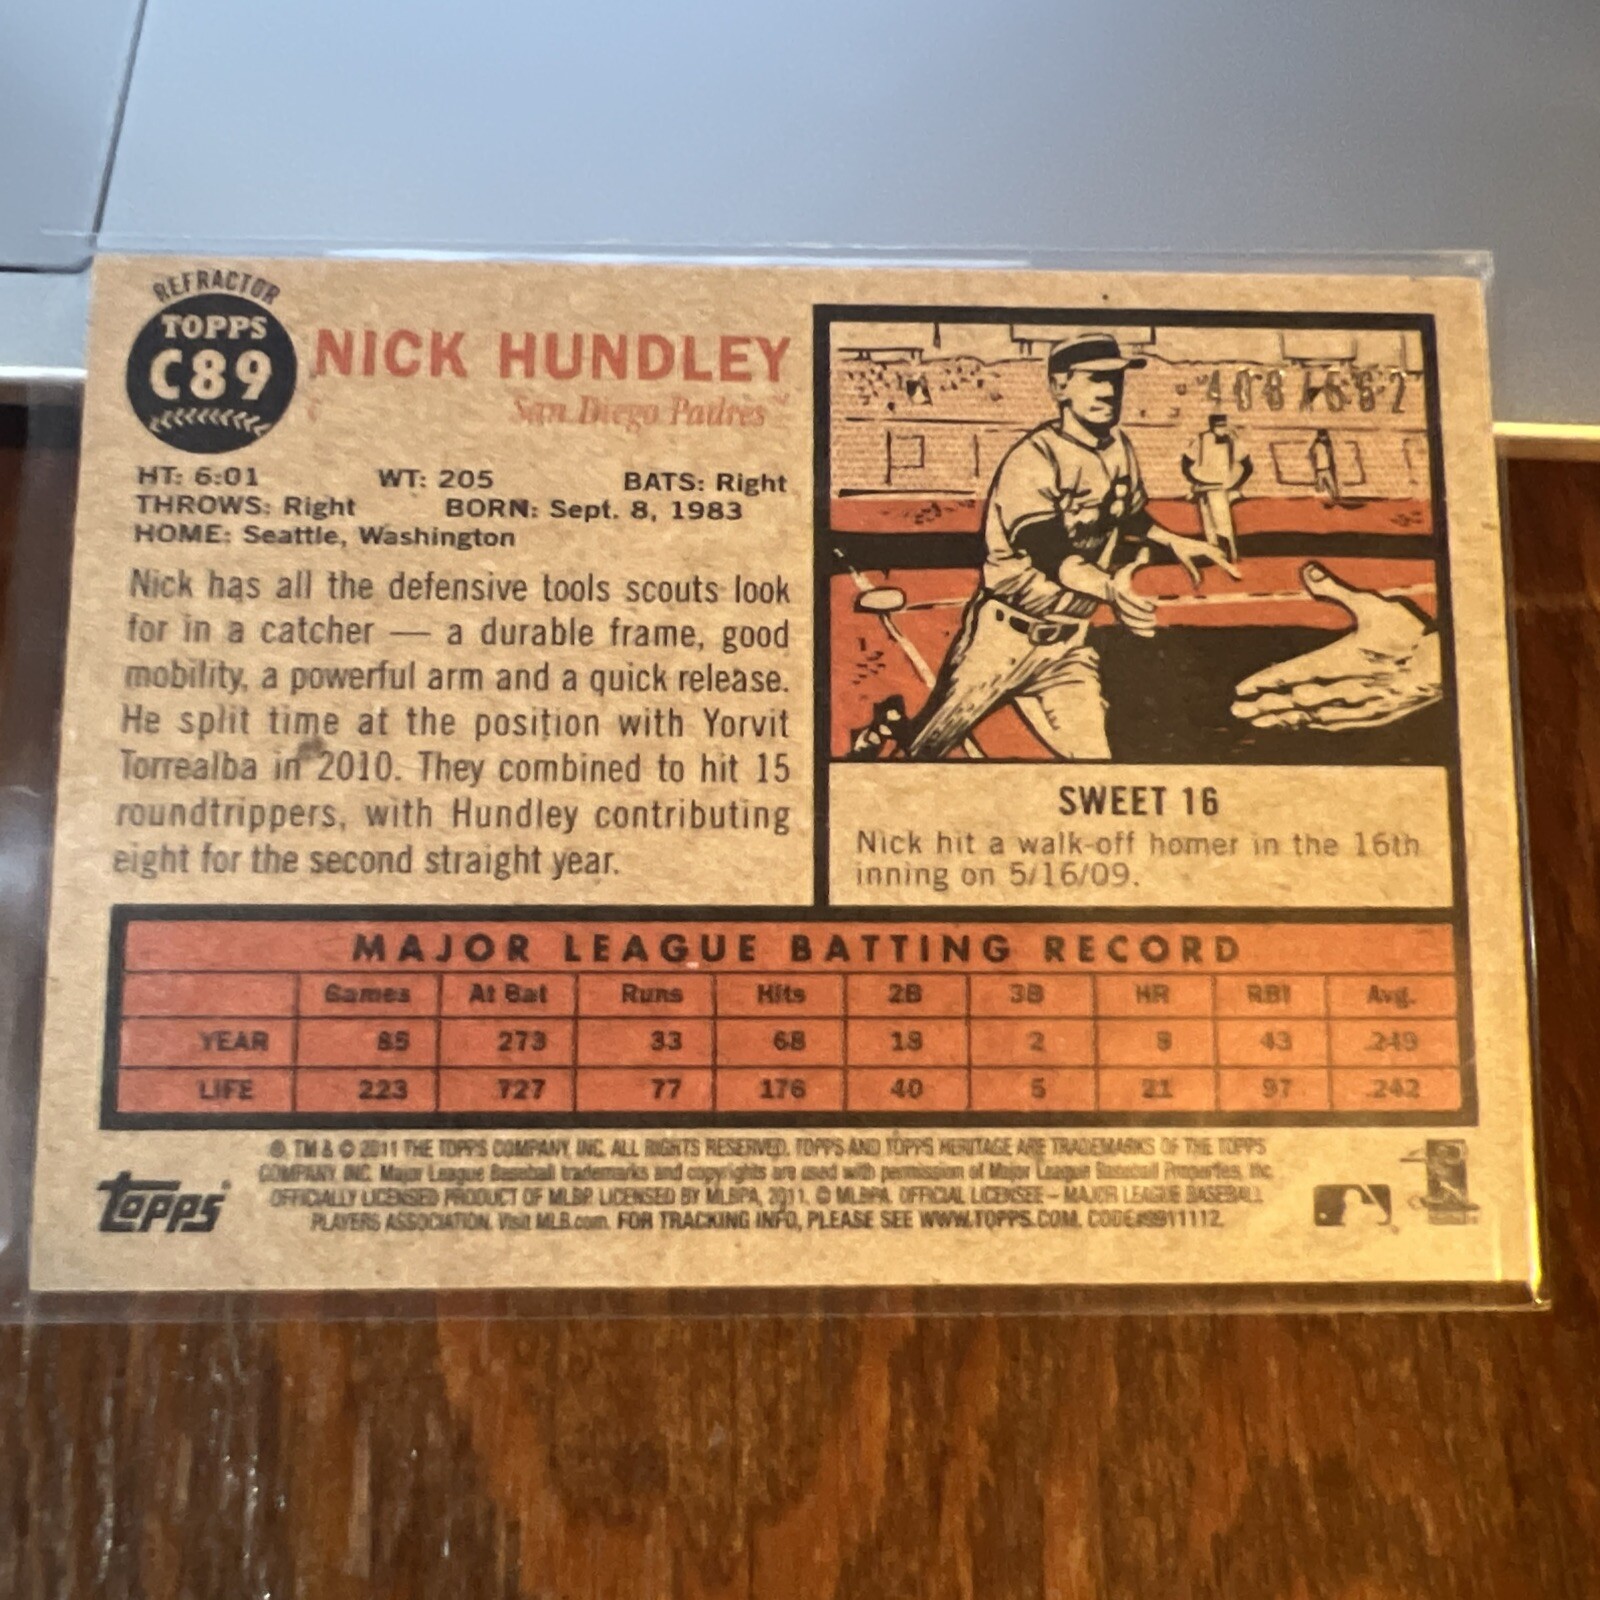 REFRACTOR
TOPPS
C89
NICK HUNDLEY
San Diego Padres
HT: 6:01 WT: 205 BATS: Right
THROWS: Right BORN: Sept. 8, 1983
HOME: Seattle, Washington
Nick has all the defensive tools scouts look
for in a catcher — a durable frame, good
mobility, a powerful arm and a quick release.
He split time at the position with Yorvit
Torrealba in 2010. They combined to hit 15
roundtrippers, with Hundley contributing
eight for the second straight year.
408/562
SWEET 16
Nick hit a walk-off homer in the 16th
inning on 5/16/09.
MAJOR LEAGUE BATTING RECORD
Games At Bat Runs Hits 2B 3B HR RBI Avg.
YEAR 85 273 33 68 18 2 8 43 .249
LIFE 223 727 77 176 40 5 21 97 .242
®, TM & © 2011 THE TOPPS COMPANY, INC. ALL RIGHTS RESERVED. TOPPS AND TOPPS HERITAGE ARE TRADEMARKS OF THE TOPPS
COMPANY, INC. Major League Baseball trademarks and copyrights are used with permission of Major League Baseball Properties, Inc.
OFFICIALLY LICENSED PRODUCT OF MLBP. LICENSED BY MLBPA, 2011. © MLBPA. OFFICIAL LICENSEE – MAJOR LEAGUE BASEBALL
PLAYERS ASSOCIATION. Visit MLB.com. FOR TRACKING INFO, PLEASE SEE WWW.TOPPS.COM. CODE#9911112.
Topps®